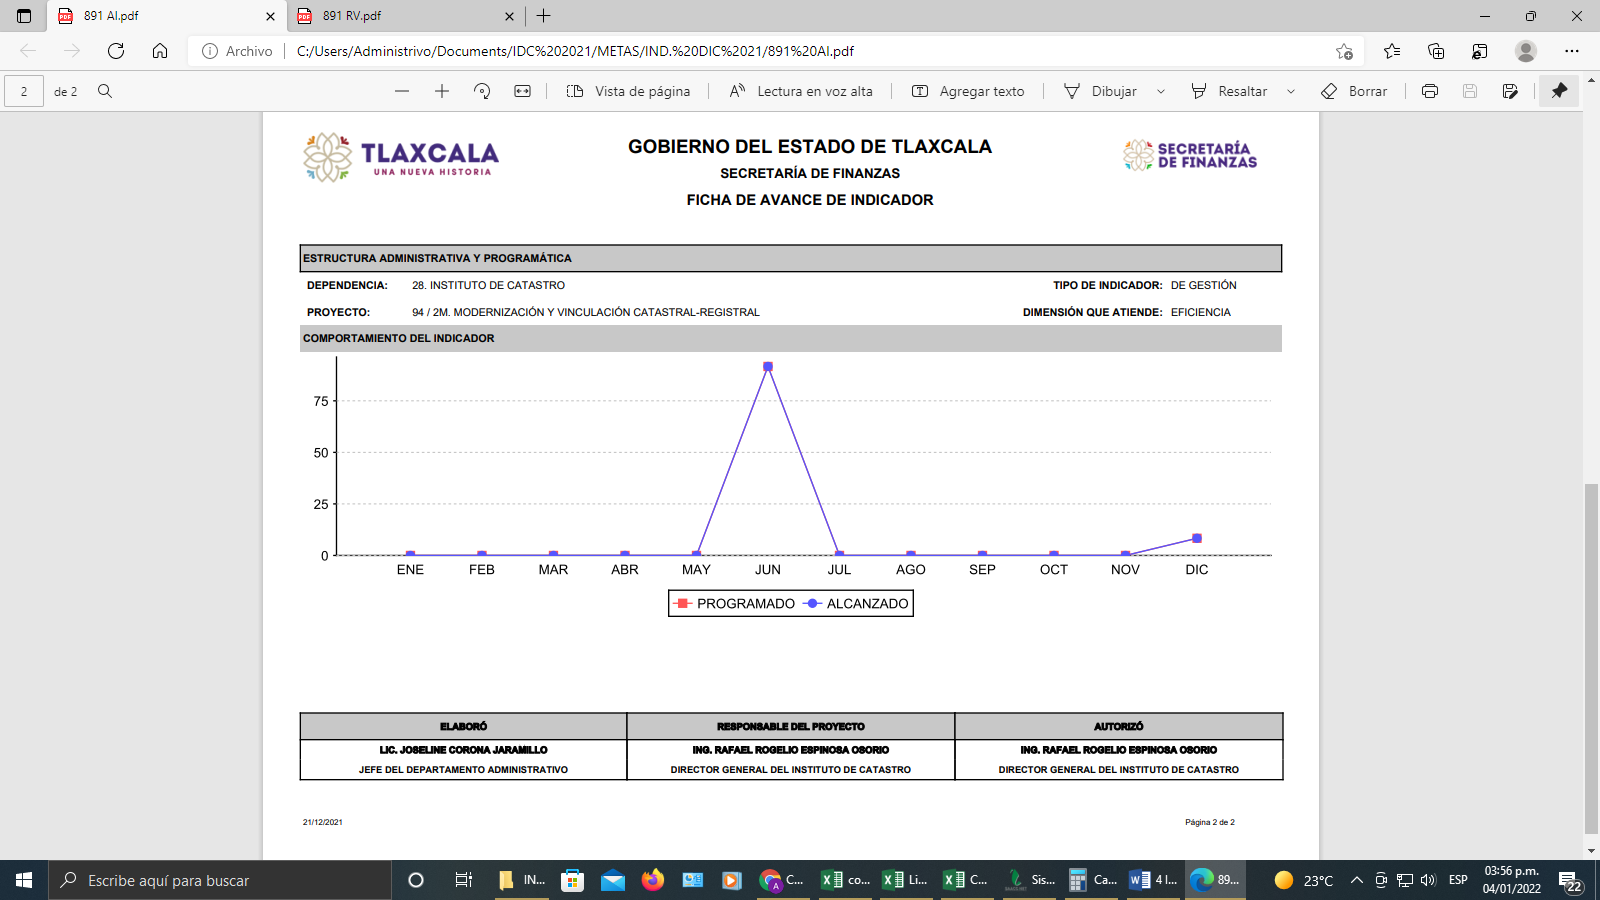 891 AI.pdf
891 RV.pdf
Archivo
C:/Users/Administrivo/Documents/IDC%202021/METAS/IND.%20DIC%2021/891%20AI.pdf
2
de 2
Vista de página
Lectura en voz alta
Agregar texto
Dibujar
Resaltar
Borrar
TLAXCALA
UNA NUEVA HISTORIA
GOBIERNO DEL ESTADO DE TLAXCALA
SECRETARÍA DE FINANZAS
FICHA DE AVANCE DE INDICADOR
SECRETARÍA
DE FINANZAS
ESTRUCTURA ADMINISTRATIVA Y PROGRAMÁTICA
DEPENDENCIA: 28. INSTITUTO DE CATASTRO
TIPO DE INDICADOR: DE GESTIÓN
PROYECTO: 94 / 2M. MODERNIZACIÓN Y VINCULACIÓN CATASTRAL-REGISTRAL
DIMENSIÓN QUE ATIENDE: EFICIENCIA
COMPORTAMIENTO DEL INDICADOR
75
50
25
0
ENE FEB MAR ABR MAY JUN JUL AGO SEP OCT NOV DIC
PROGRAMADO ALCANZADO
ELABORÓ
LIC. JOSELINE CORONA JARAMILLO
JEFE DEL DEPARTAMENTO ADMINISTRATIVO
RESPONSABLE DEL PROYECTO
ING. RAFAEL ROGELIO ESPINOSA OSORIO
DIRECTOR GENERAL DEL INSTITUTO DE CATASTRO
AUTORIZÓ
ING. RAFAEL ROGELIO ESPINOSA OSORIO
DIRECTOR GENERAL DEL INSTITUTO DE CATASTRO
21/12/2021
Página 2 de 2
Escribe aquí para buscar
IN...
C...
co...
Li...
C...
Sis...
Ca...
4 I...
89...
23°C
ESP
03:56 p.m.
04/01/2022
22